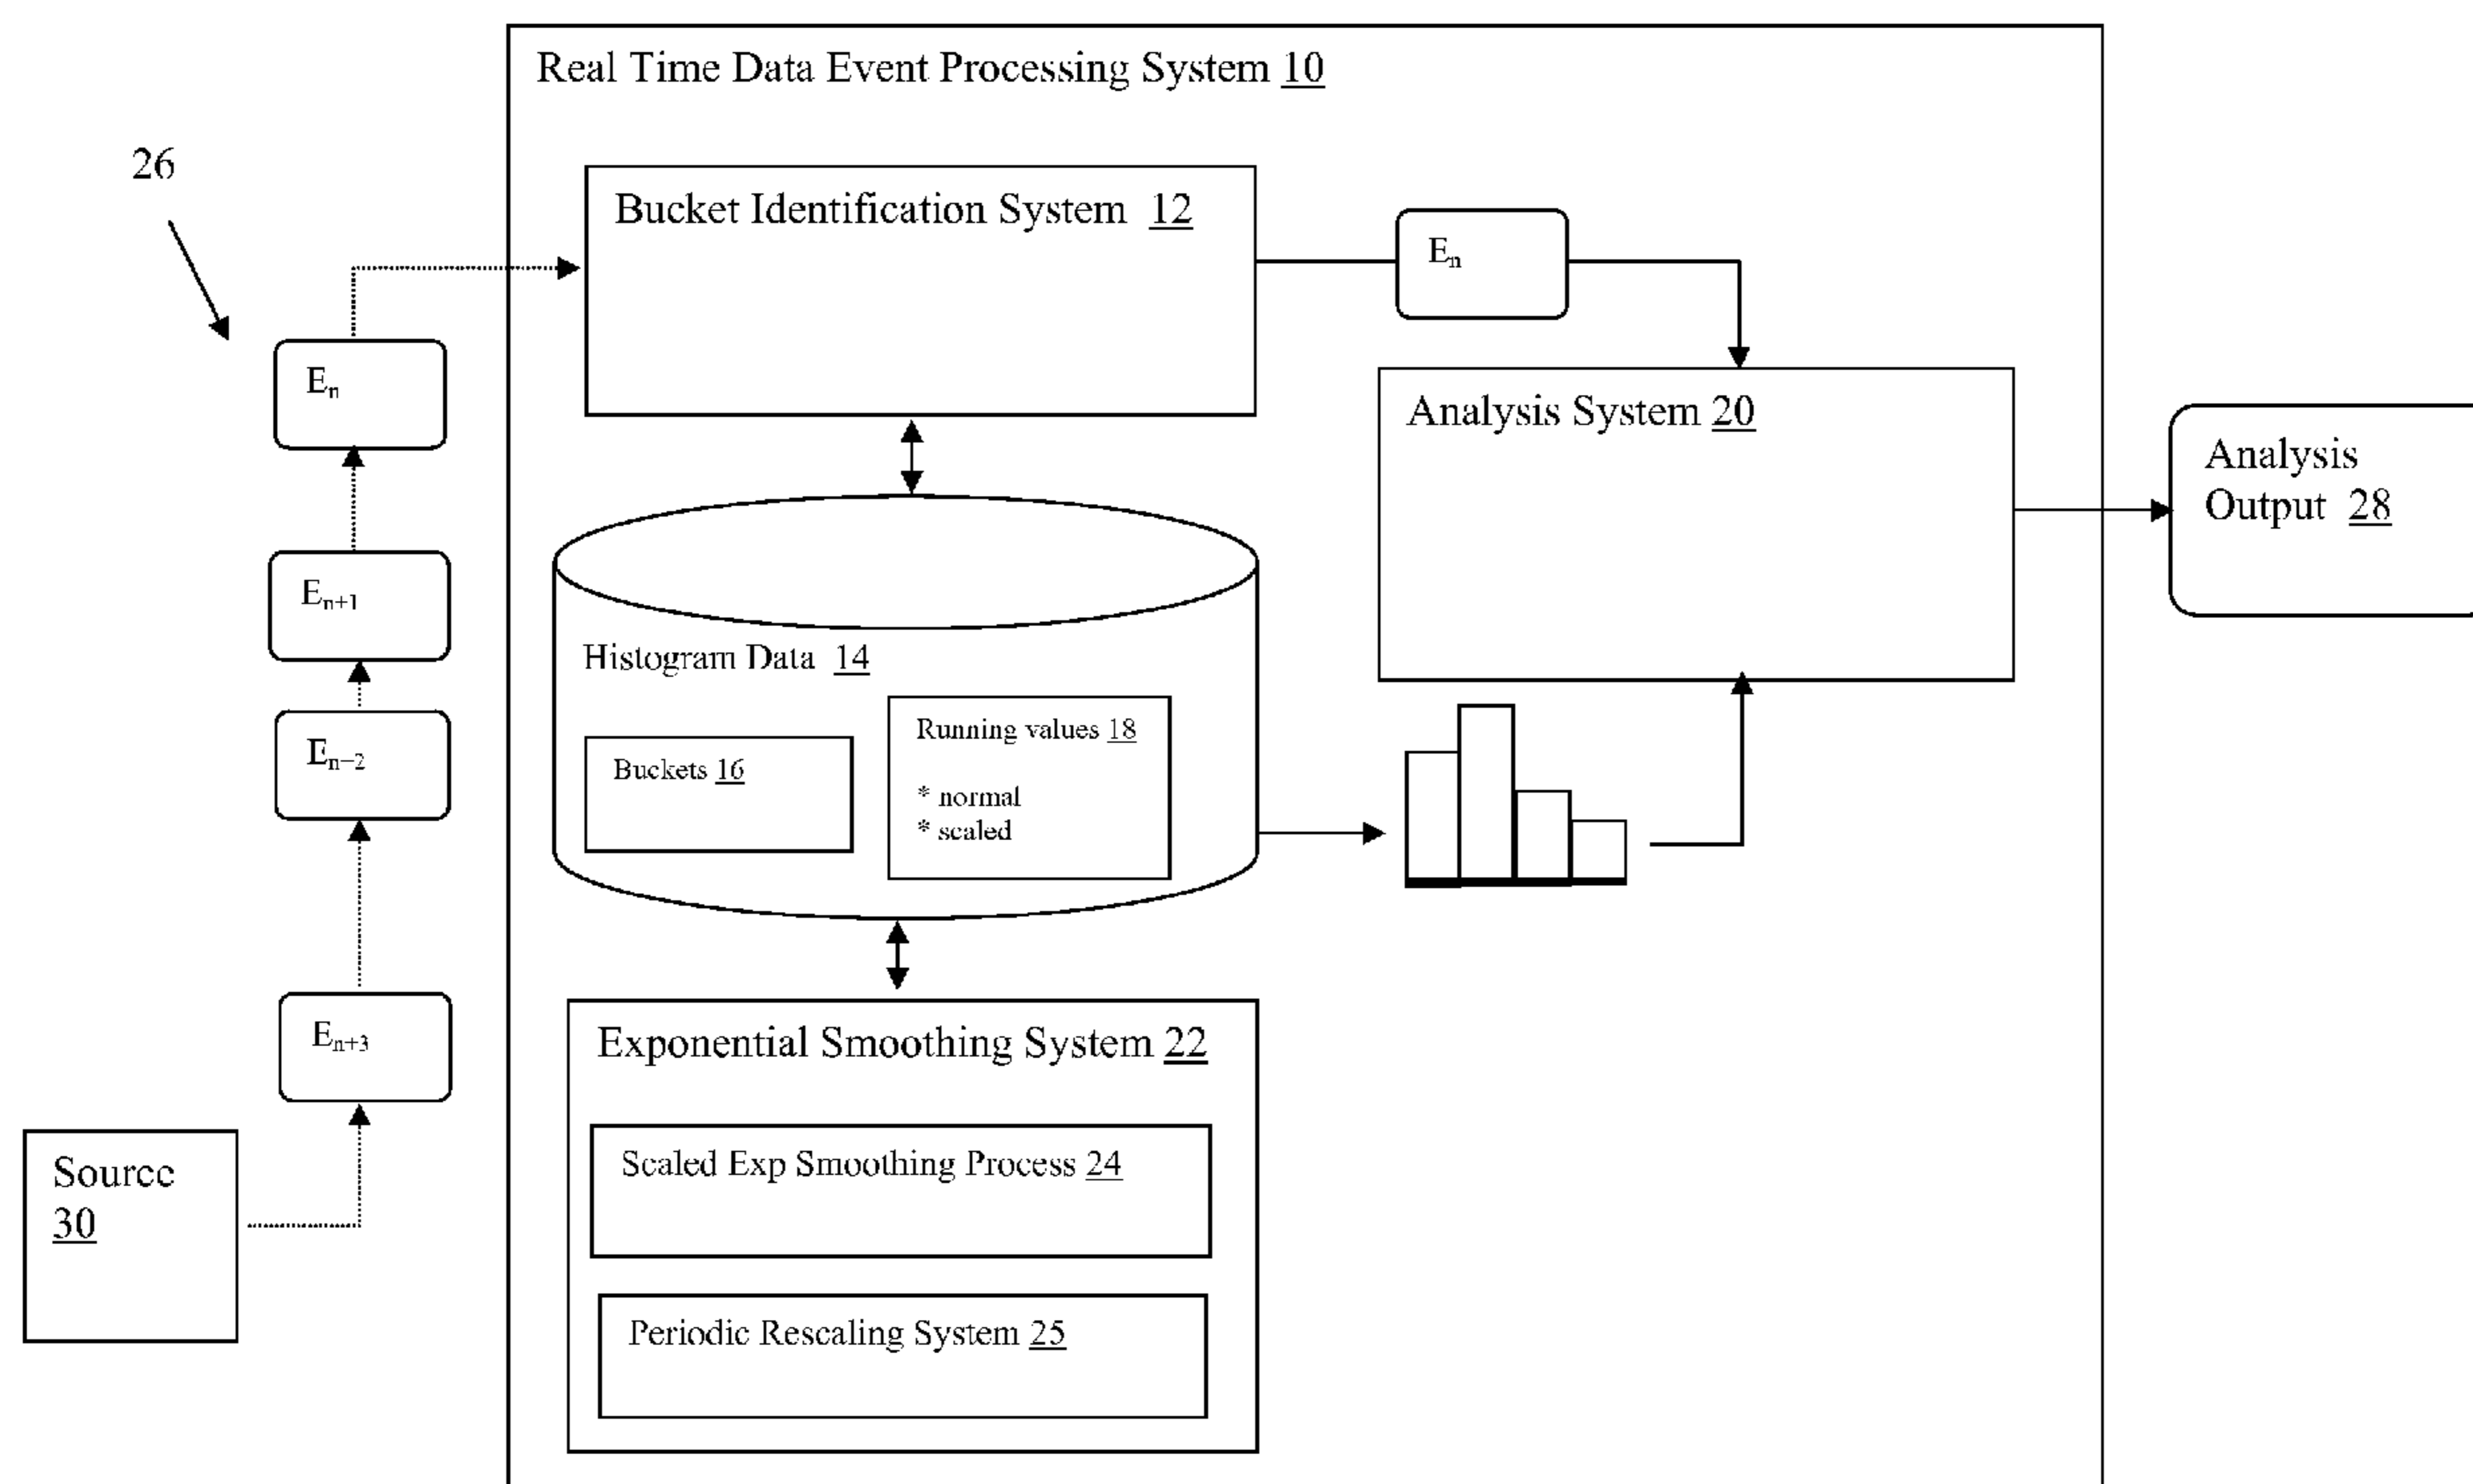 Real Time Data Event Processing System 10
26
Bucket Identification System 12
Eₙ
Eₙ
Analysis System 20
Analysis
Output 28
Eₙ₊₁
Histogram Data 14
Buckets 16
Running values 18
* normal
* scaled
Eₙ₋₂
Eₙ₊₃
Exponential Smoothing System 22
Scaled Exp Smoothing Process 24
Periodic Rescaling System 25
Source
30